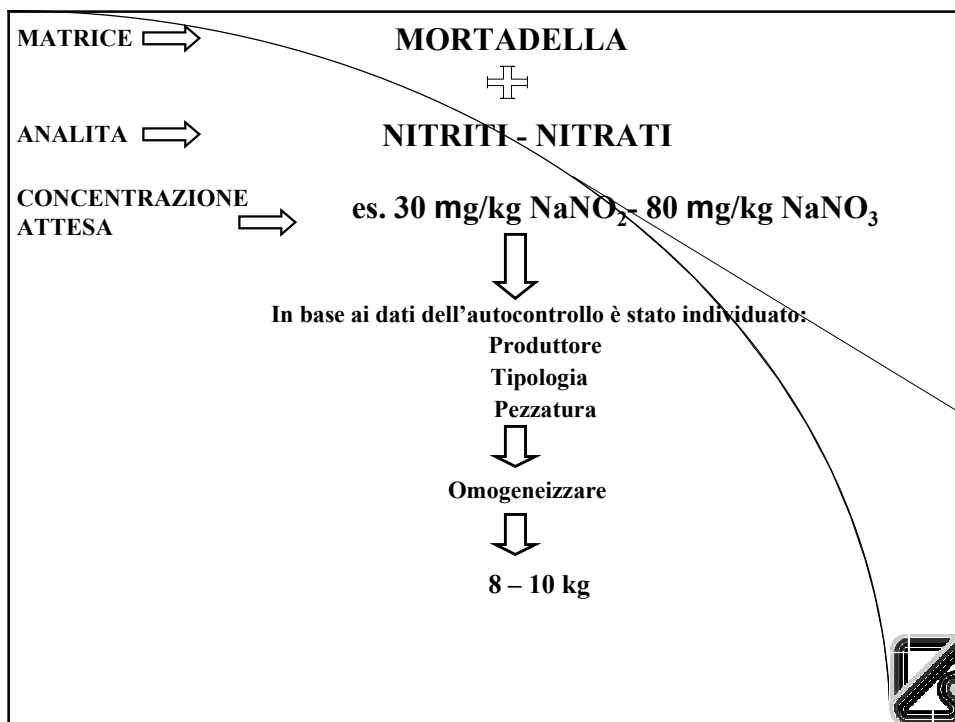 MATRICE MORTADELLA
ANALITA NITRITI - NITRATI
CONCENTRAZIONE
ATTESA
es. 30 mg/kg NaNO₂- 80 mg/kg NaNO₃
In base ai dati dell’autocontrollo è stato individuato:
Produttore
Tipologia
Pezzatura
Omogeneizzare
8 – 10 kg